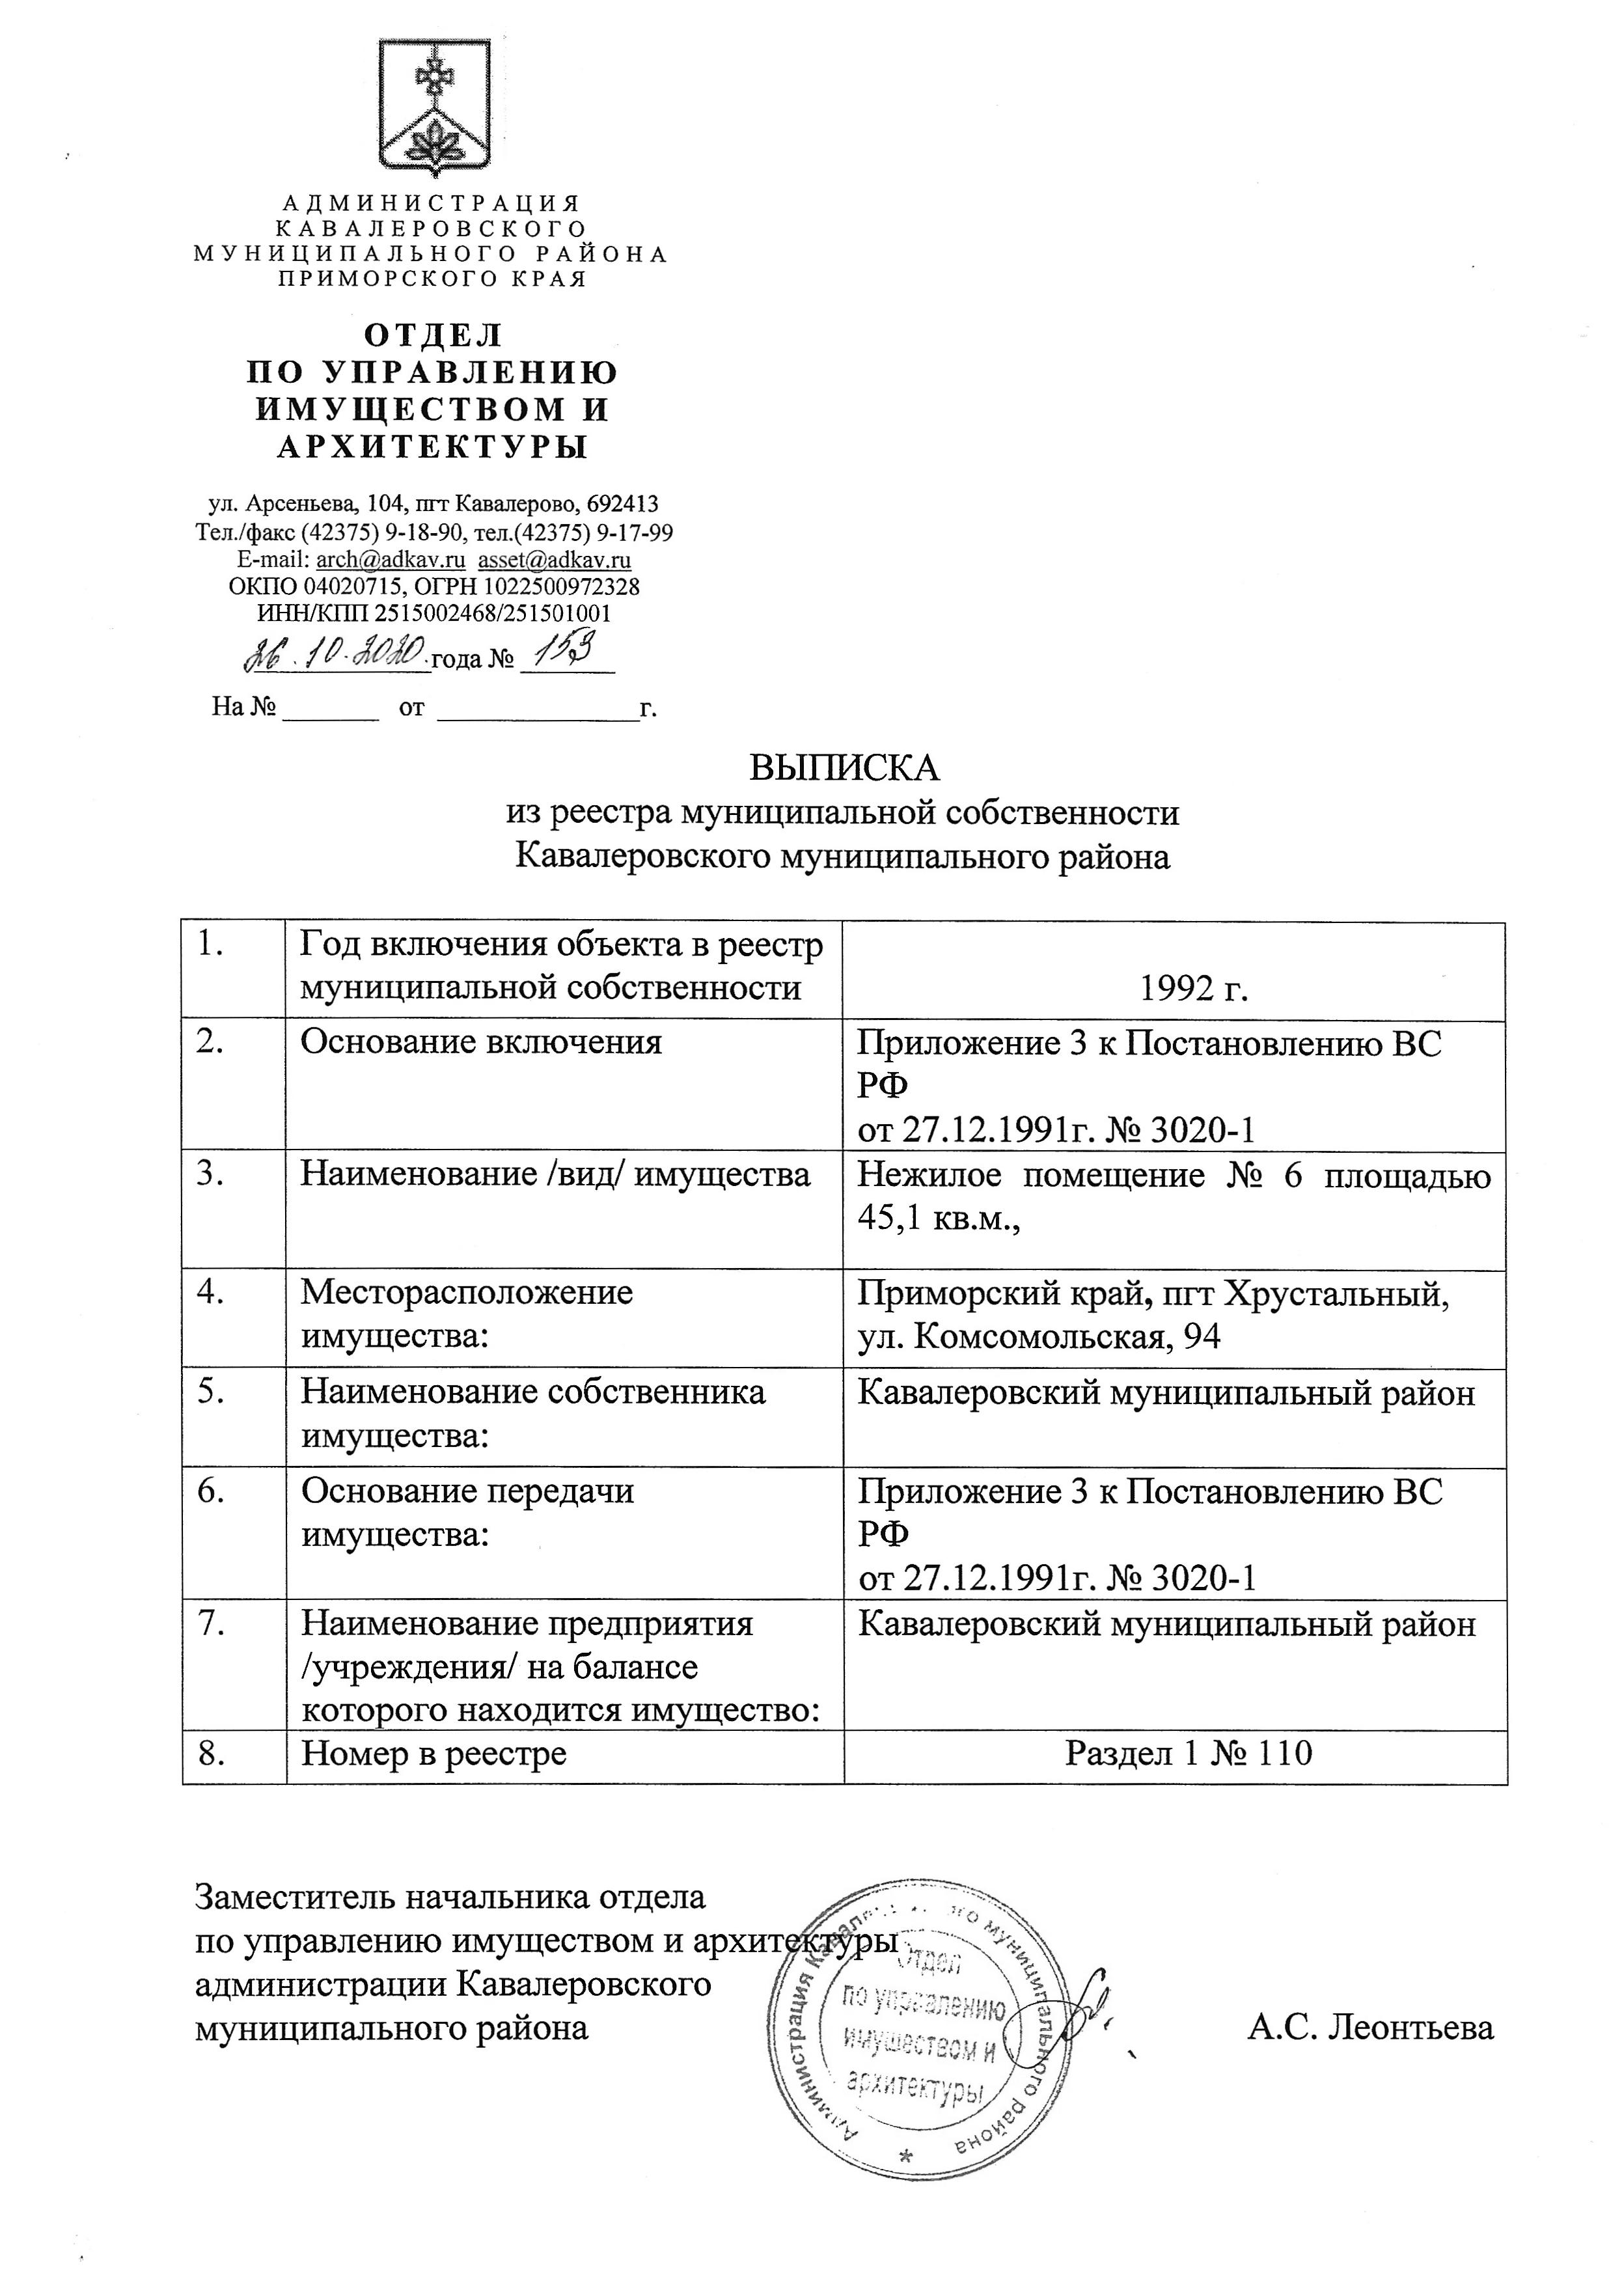 АДМИНИСТРАЦИЯ
КАВАЛЕРОВСКОГО
МУНИЦИПАЛЬНОГО РАЙОНА
ПРИМОРСКОГО КРАЯ
ОТДЕЛ
ПО УПРАВЛЕНИЮ
ИМУЩЕСТВОМ И
АРХИТЕКТУРЫ
ул. Арсеньева, 104, пгт Кавалерово, 692413
Тел./факс (42375) 9-18-90, тел.(42375) 9-17-99
E-mail: arch@adkav.ru asset@adkav.ru
ОКПО 04020715, ОГРН 1022500972328
ИНН/КПП 2515002468/251501001
26.10.2020.года № 153
На № _______ от _______________г.
ВЫПИСКА
из реестра муниципальной собственности
Кавалеровского муниципального района
1.
Год включения объекта в реестр
муниципальной собственности
1992 г.
2.
Основание включения
Приложение 3 к Постановлению ВС
РФ
от 27.12.1991г. № 3020-1
3.
Наименование /вид/ имущества
Нежилое помещение № 6 площадью
45,1 кв.м.,
4.
Месторасположение
имущества:
Приморский край, пгт Хрустальный,
ул. Комсомольская, 94
5.
Наименование собственника
имущества:
Кавалеровский муниципальный район
6.
Основание передачи
имущества:
Приложение 3 к Постановлению ВС
РФ
от 27.12.1991г. № 3020-1
7.
Наименование предприятия
/учреждения/ на балансе
которого находится имущество:
Кавалеровский муниципальный район
8.
Номер в реестре
Раздел 1 № 110
Заместитель начальника отдела
по управлению имуществом и архитектуры
администрации Кавалеровского
муниципального района
А.С. Леонтьева
Администрация муниципального района
Отдел
по управлению
имуществом и
архитектуры
*